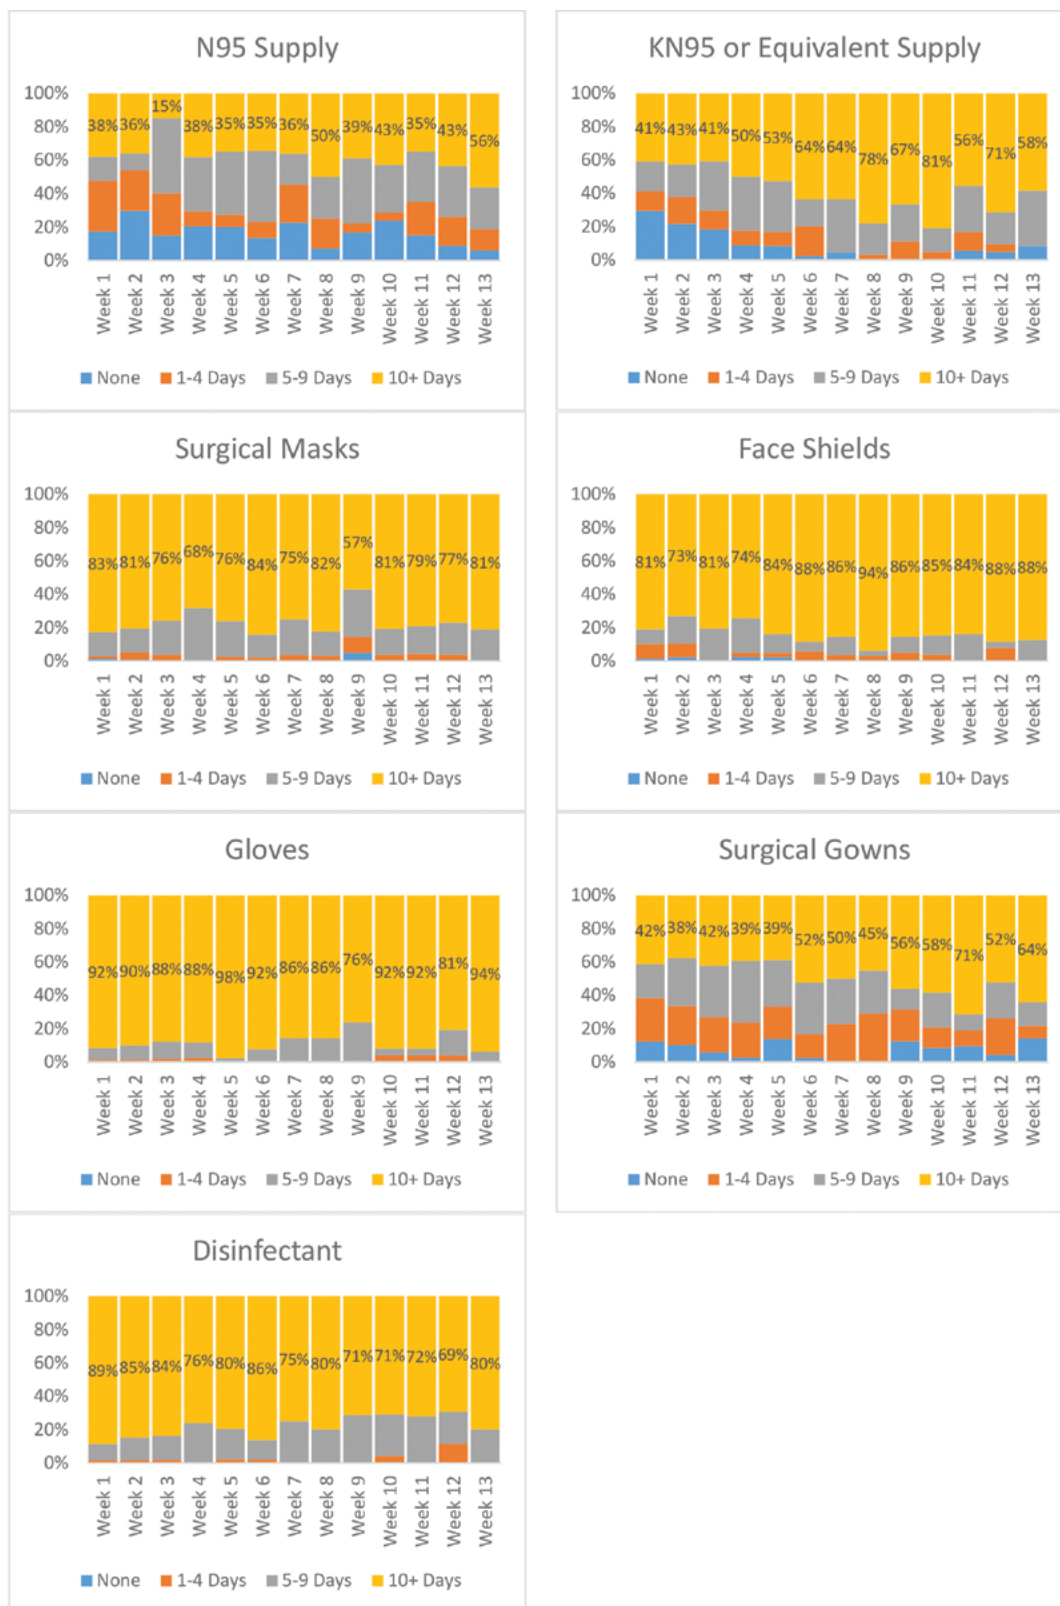 N95 Supply
100%
80%
60%
40%
20%
0%
38% 36% 15% 38% 35% 35% 36% 50% 39% 43% 35% 43% 56%
Week 1 Week 2 Week 3 Week 4 Week 5 Week 6 Week 7 Week 8 Week 9 Week 10 Week 11 Week 12 Week 13
None 1-4 Days 5-9 Days 10+ Days
KN95 or Equivalent Supply
100%
80%
60%
40%
20%
0%
41% 43% 41% 50% 53% 64% 64% 78% 67% 81% 56% 71% 58%
Week 1 Week 2 Week 3 Week 4 Week 5 Week 6 Week 7 Week 8 Week 9 Week 10 Week 11 Week 12 Week 13
None 1-4 Days 5-9 Days 10+ Days
Surgical Masks
100%
80%
60%
40%
20%
0%
83% 81% 76% 68% 76% 84% 75% 82% 57% 81% 79% 77% 81%
Week 1 Week 2 Week 3 Week 4 Week 5 Week 6 Week 7 Week 8 Week 9 Week 10 Week 11 Week 12 Week 13
None 1-4 Days 5-9 Days 10+ Days
Face Shields
100%
80%
60%
40%
20%
0%
81% 73% 81% 74% 84% 88% 86% 94% 86% 85% 84% 88% 88%
Week 1 Week 2 Week 3 Week 4 Week 5 Week 6 Week 7 Week 8 Week 9 Week 10 Week 11 Week 12 Week 13
None 1-4 Days 5-9 Days 10+ Days
Gloves
100%
80%
60%
40%
20%
0%
92% 90% 88% 88% 98% 92% 86% 86% 76% 92% 92% 81% 94%
Week 1 Week 2 Week 3 Week 4 Week 5 Week 6 Week 7 Week 8 Week 9 Week 10 Week 11 Week 12 Week 13
None 1-4 Days 5-9 Days 10+ Days
Surgical Gowns
100%
80%
60%
40%
20%
0%
42% 38% 42% 39% 39% 52% 50% 45% 56% 58% 71% 52% 64%
Week 1 Week 2 Week 3 Week 4 Week 5 Week 6 Week 7 Week 8 Week 9 Week 10 Week 11 Week 12 Week 13
None 1-4 Days 5-9 Days 10+ Days
Disinfectant
100%
80%
60%
40%
20%
0%
89% 85% 84% 76% 80% 86% 75% 80% 71% 71% 72% 69% 80%
Week 1 Week 2 Week 3 Week 4 Week 5 Week 6 Week 7 Week 8 Week 9 Week 10 Week 11 Week 12 Week 13
None 1-4 Days 5-9 Days 10+ Days